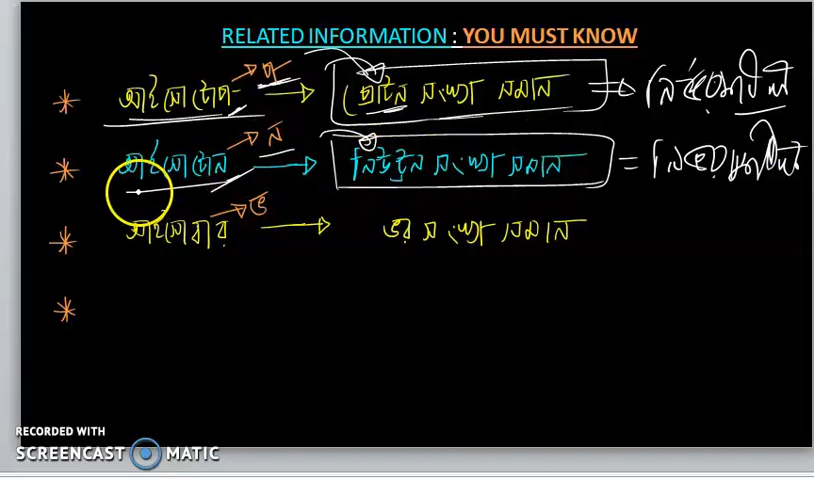 RELATED INFORMATION : YOU MUST KNOW
* আইসোটোপ → প → প্রোটন সংখ্যা সমান →
* আইসোটোন → ন → নিউট্রন সংখ্যা সমান =
* আইসোবার → ভ → ভর সংখ্যা সমান
*
RECORDED WITH
SCREENCAST MATIC